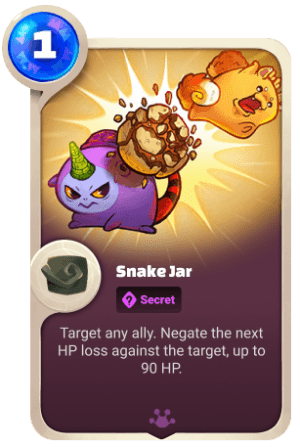 1
Snake Jar
Secret
Target any ally. Negate the next
HP loss against the target, up to
90 HP.